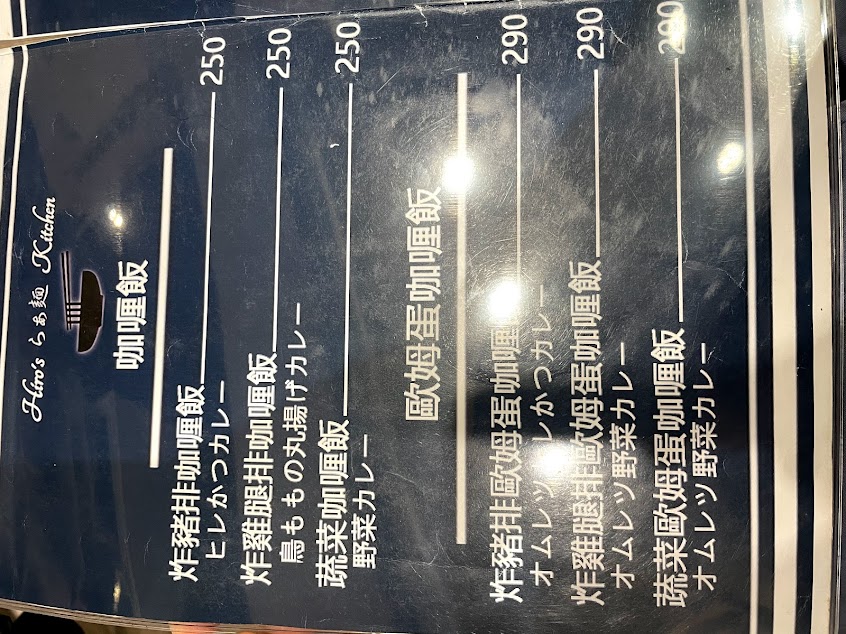 Hiro's らぁ麺 Kitchen
咖喱飯
炸豬排咖喱飯 250
ヒレかつカレー
炸雞腿排咖喱飯 250
鳥ももの丸揚げカレー
蔬菜咖喱飯 250
野菜カレー
歐姆蛋咖喱飯
炸豬排歐姆蛋咖喱 290
オムレツ レかつカレー
炸雞腿排歐姆蛋咖喱飯 290
オムレツ野菜カレー
蔬菜歐姆蛋咖喱飯 290
オムレツ野菜カレー